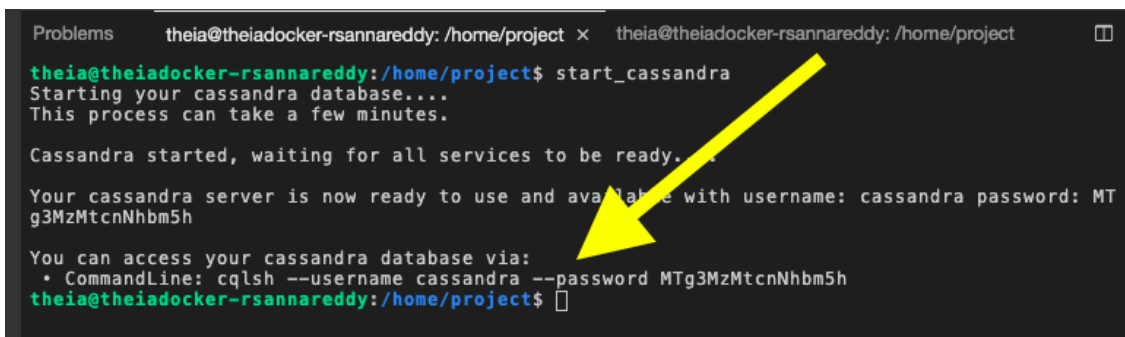 Problems theia@theiadocker-rsannareddy: /home/project × theia@theiadocker-rsannareddy: /home/project
theia@theiadocker-rsannareddy:/home/project$ start_cassandra
Starting your cassandra database....
This process can take a few minutes.
Cassandra started, waiting for all services to be ready....
Your cassandra server is now ready to use and available with username: cassandra password: MT
g3MzMtcnNhbm5h
You can access your cassandra database via:
• CommandLine: cqlsh --username cassandra --password MTg3MzMtcnNhbm5h
theia@theiadocker-rsannareddy:/home/project$